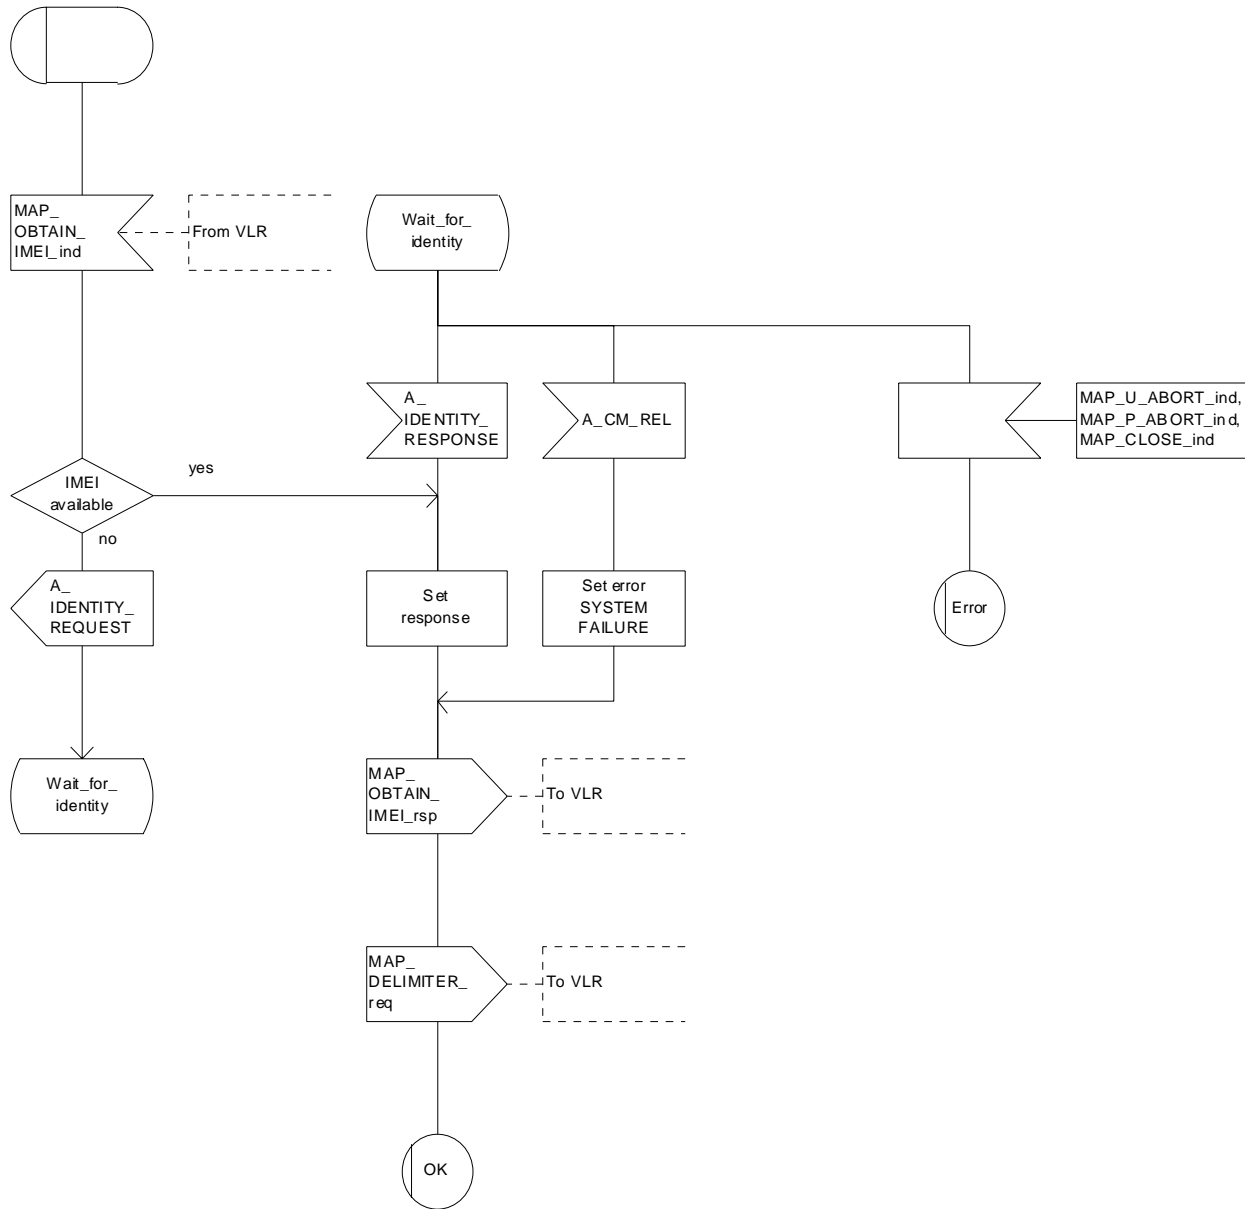 MAP_
OBTAIN_
IMEI_ind
From VLR
Wait_for_
identity
A_
IDENTITY_
RESPONSE
A_CM_REL
MAP_U_ABORT_ind,
MAP_P_ABORT_ind,
MAP_CLOSE_ind
IMEI
available
yes
no
A_
IDENTITY_
REQUEST
Set
response
Set error
SYSTEM
FAILURE
Error
Wait_for_
identity
MAP_
OBTAIN_
IMEI_rsp
To VLR
MAP_
DELIMITER_
req
To VLR
OK